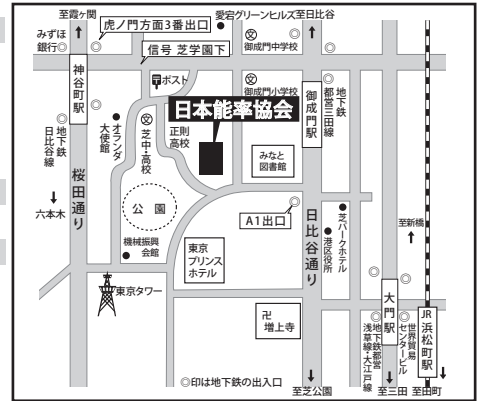 至霞ヶ関
虎ノ門方面3番出口
愛宕グリーンヒルズ
至日比谷
みずほ
銀行
信号 芝学園下
文
御成門中学校
神谷町駅
〒ポスト
文
御成門小学校
御成門駅
地下鉄
都営三田線
日本能率協会
地下鉄
日比谷線
オランダ
大使館
文
芝中・高校
正則
高校
みなと
図書館
六本木
桜田通り
公園
A1出口
日比谷通り
芝パークホテル
港区役所
至新橋
機械振興
会館
東京
プリンス
ホテル
東京タワー
大門駅
JR
浜松町駅
卍
増上寺
地下鉄都営
浅草線・大江戸線
世界貿易
センタービル
◎印は地下鉄の出入口
至芝公園
至三田
至田町